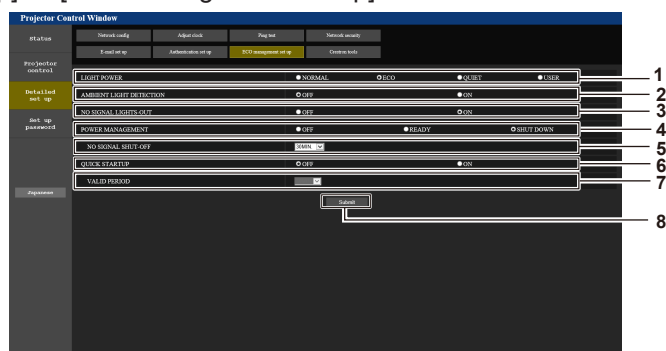 Projector Control Window
Status
Network config
Adjust clock
Ping test
Network security
E-mail set up
Authentication set up
ECO management set up
Crestron tools
Projector control
Detailed set up
Set up password
Japanese
LIGHT POWER NORMAL ECO QUIET USER 1
AMBIENT LIGHT DETECTION OFF ON 2
NO SIGNAL LIGHTS-OUT OFF ON 3
POWER MANAGEMENT OFF READY SHUT DOWN 4
NO SIGNAL SHUT-OFF 30MIN. 5
QUICK STARTUP OFF ON 6
VALID PERIOD 7
Submit 8